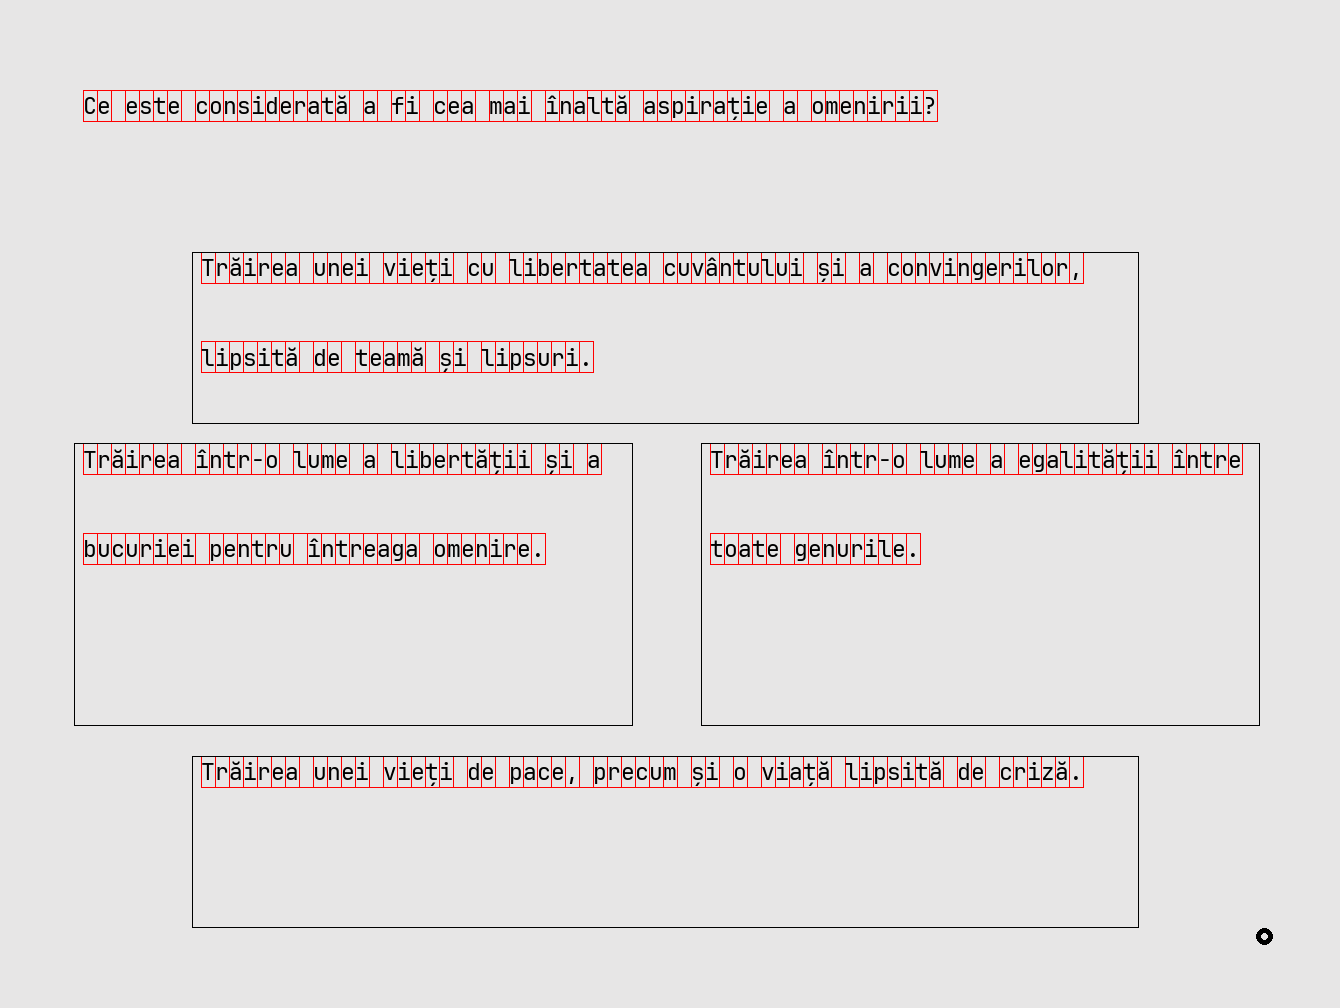 Ce este considerată a fi cea mai înaltă aspirație a omenirii?
Trăirea unei vieți cu libertatea cuvântului și a convingerilor,
lipsită de teamă și lipsuri.
Trăirea într-o lume a libertății și a
bucuriei pentru întreaga omenire.
Trăirea într-o lume a egalității între
toate genurile.
Trăirea unei vieți de pace, precum și o viață lipsită de criză.